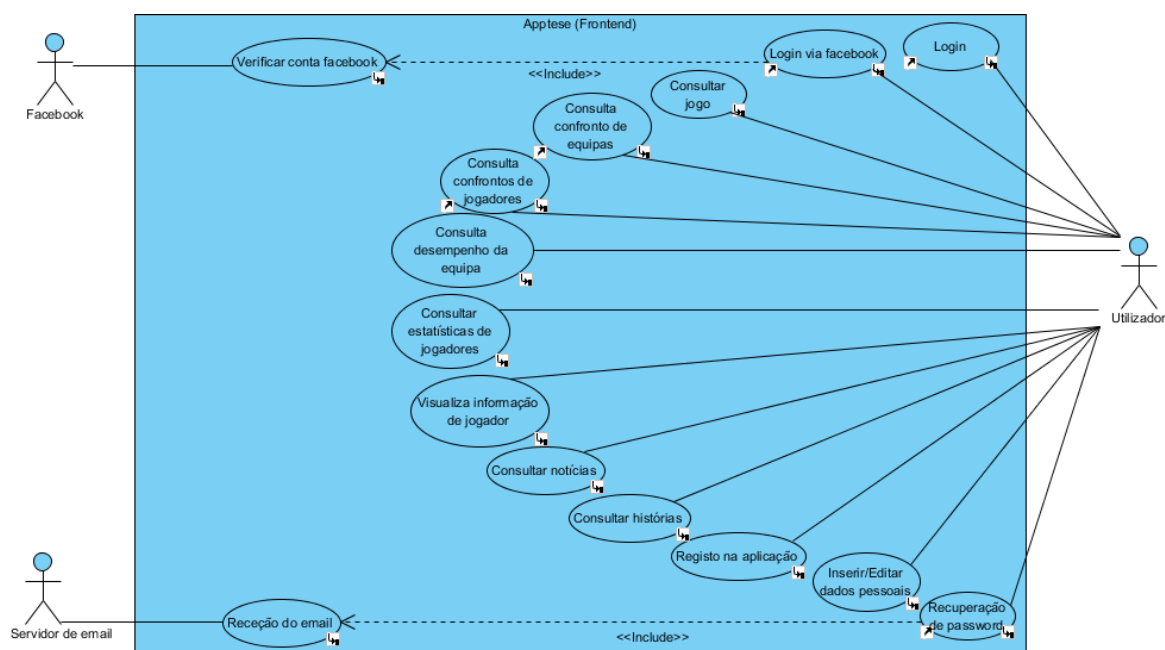 Apptese (Frontend)
Facebook
Verificar conta facebook
<<Include>>
Login via facebook
Login
Consultar
jogo
Consulta
confronto de
equipas
Consulta
confrontos de
jogadores
Consulta
desempenho da
equipa
Consultar
estatísticas de
jogadores
Utilizador
Visualiza informação
de jogador
Consultar notícias
Consultar histórias
Registo na aplicação
Inserir/Editar
dados pessoais
Recuperação
de password
<<Include>>
Receção do email
Servidor de email